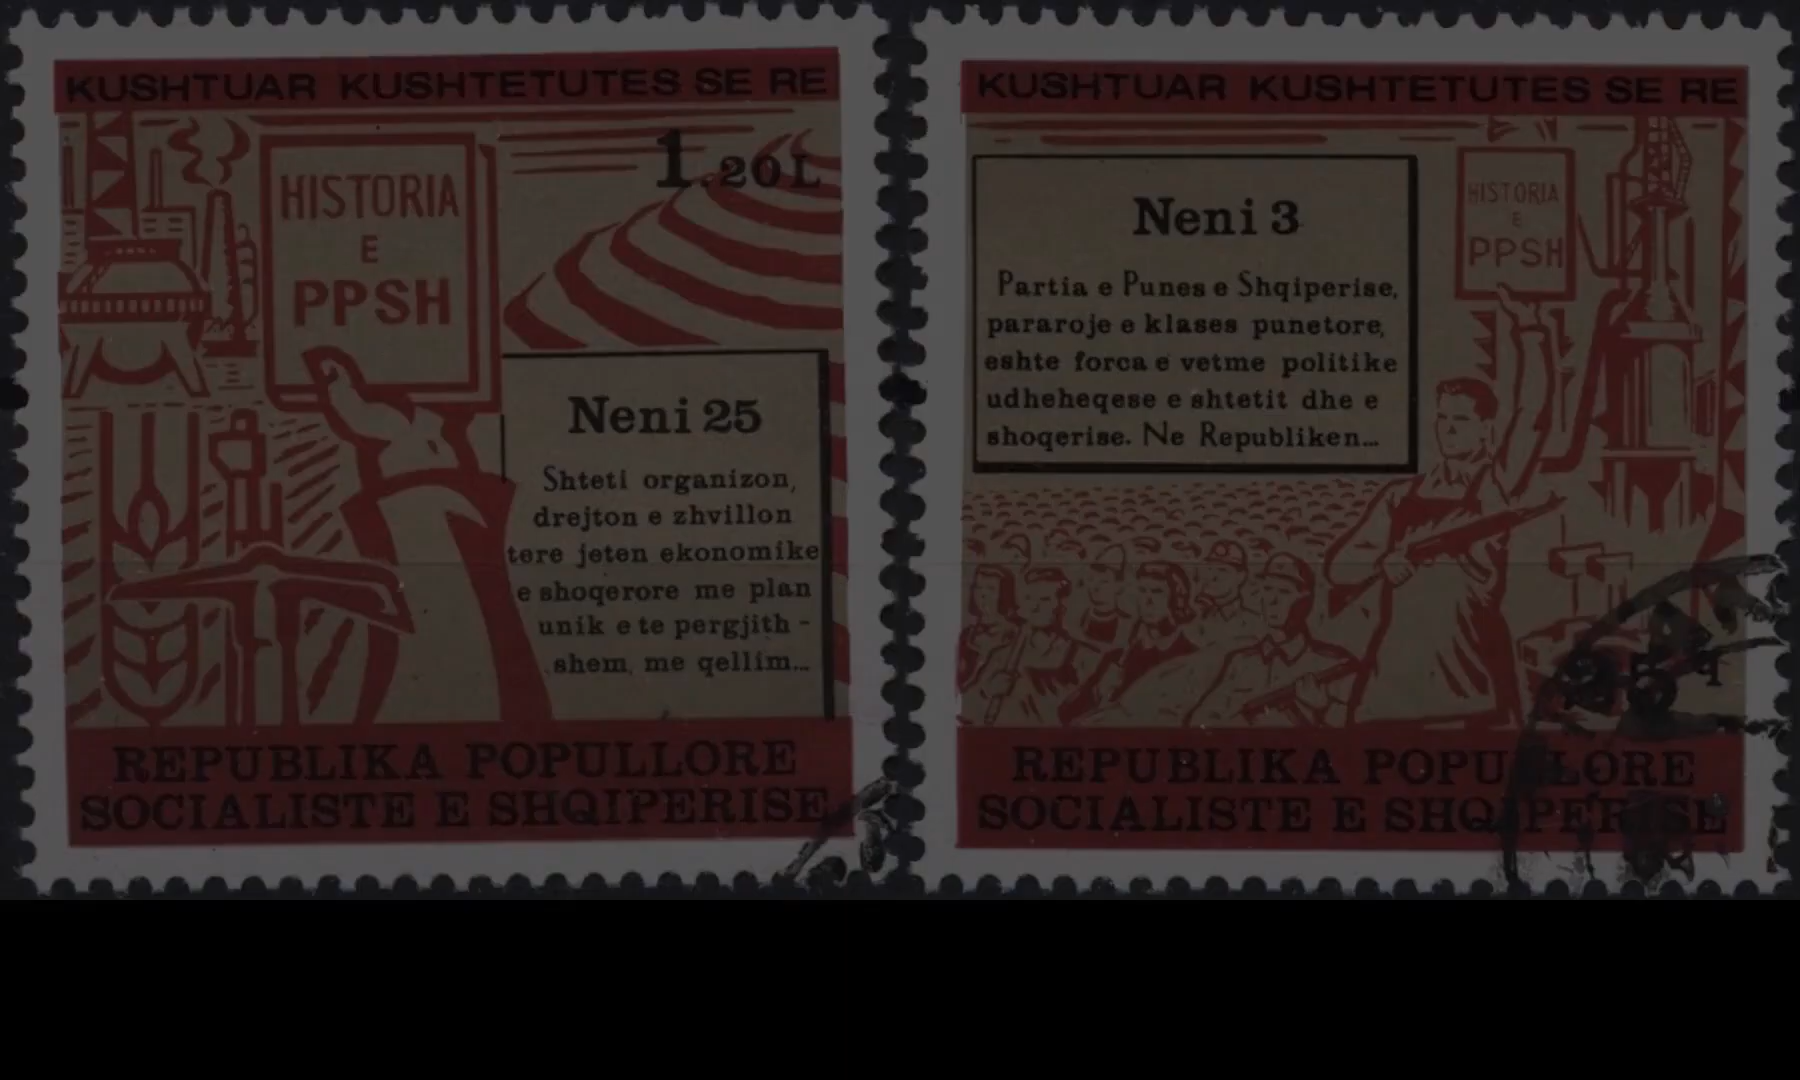 KUSHTUAR KUSHTETUTES SE RE
1.20L
HISTORIA
E
PPSH
Neni 25
Shteti organizon,
drejton e zhvillon
tere jeten ekonomike
e shoqerore me plan
unik e te pergjith-
shem, me qellim...
REPUBLIKA POPULLORE
SOCIALISTE E SHQIPERISE
KUSHTUAR KUSHTETUTES SE RE
HISTORIA
E
PPSH
Neni 3
Partia e Punes e Shqiperise,
pararoje e klases punetore,
eshte forca e vetme politike
udheheqese e shtetit dhe e
shoqerise. Ne Republiken...
REPUBLIKA POPULLORE
SOCIALISTE E SHQIPERISE